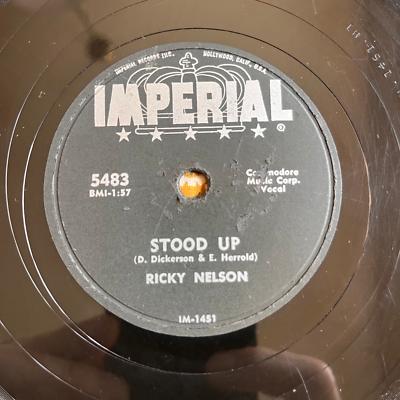 IMPERIAL RECORDS INC. HOLLYWOOD, CALIF., U.S.A.
IMPERIAL
®
5483
BMI-1:57
Commodore
Music Corp.
Vocal
STOOD UP
(D. Dickerson & E. Herrold)
RICKY NELSON
IM-1451